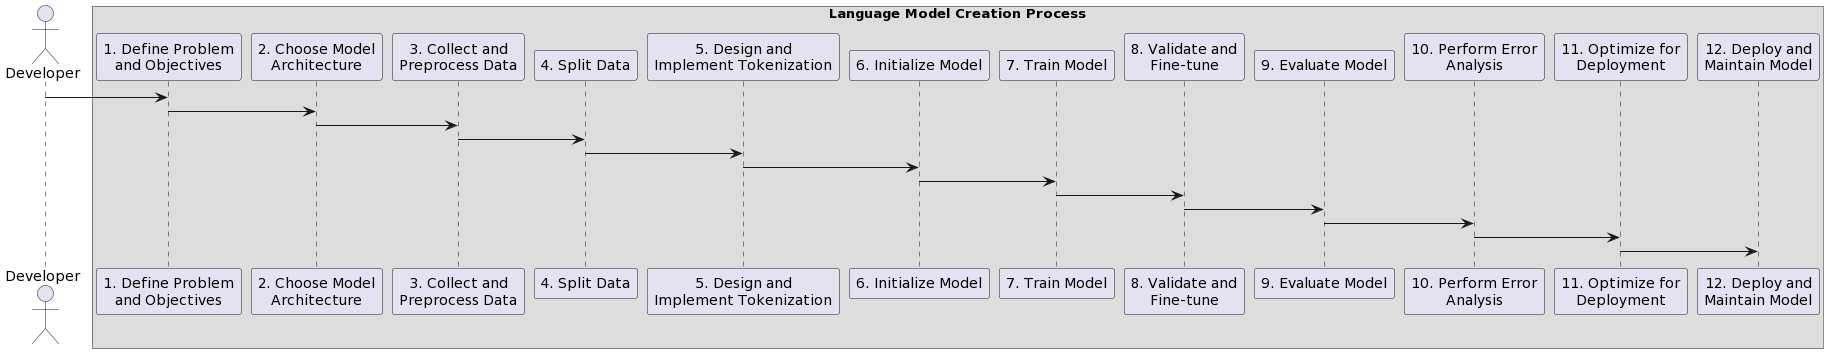 Language Model Creation Process
Developer
1. Define Problem
and Objectives
2. Choose Model
Architecture
3. Collect and
Preprocess Data
4. Split Data
5. Design and
Implement Tokenization
6. Initialize Model
7. Train Model
8. Validate and
Fine-tune
9. Evaluate Model
10. Perform Error
Analysis
11. Optimize for
Deployment
12. Deploy and
Maintain Model
Developer
1. Define Problem
and Objectives
2. Choose Model
Architecture
3. Collect and
Preprocess Data
4. Split Data
5. Design and
Implement Tokenization
6. Initialize Model
7. Train Model
8. Validate and
Fine-tune
9. Evaluate Model
10. Perform Error
Analysis
11. Optimize for
Deployment
12. Deploy and
Maintain Model